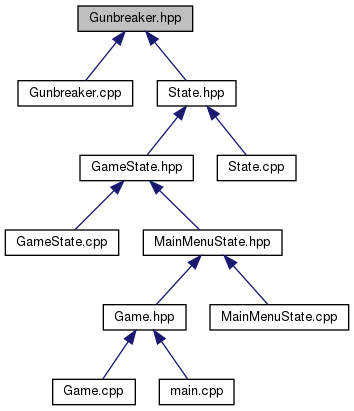 Gunbreaker.hpp
Gunbreaker.cpp
State.hpp
GameState.hpp
State.cpp
GameState.cpp
MainMenuState.hpp
Game.hpp
MainMenuState.cpp
Game.cpp
main.cpp